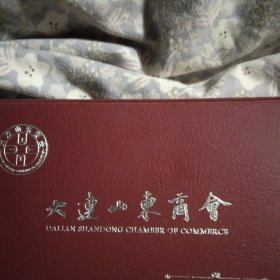 大連山東商會
DALIAN SHANDONG CHAMBER OF COMMERCE